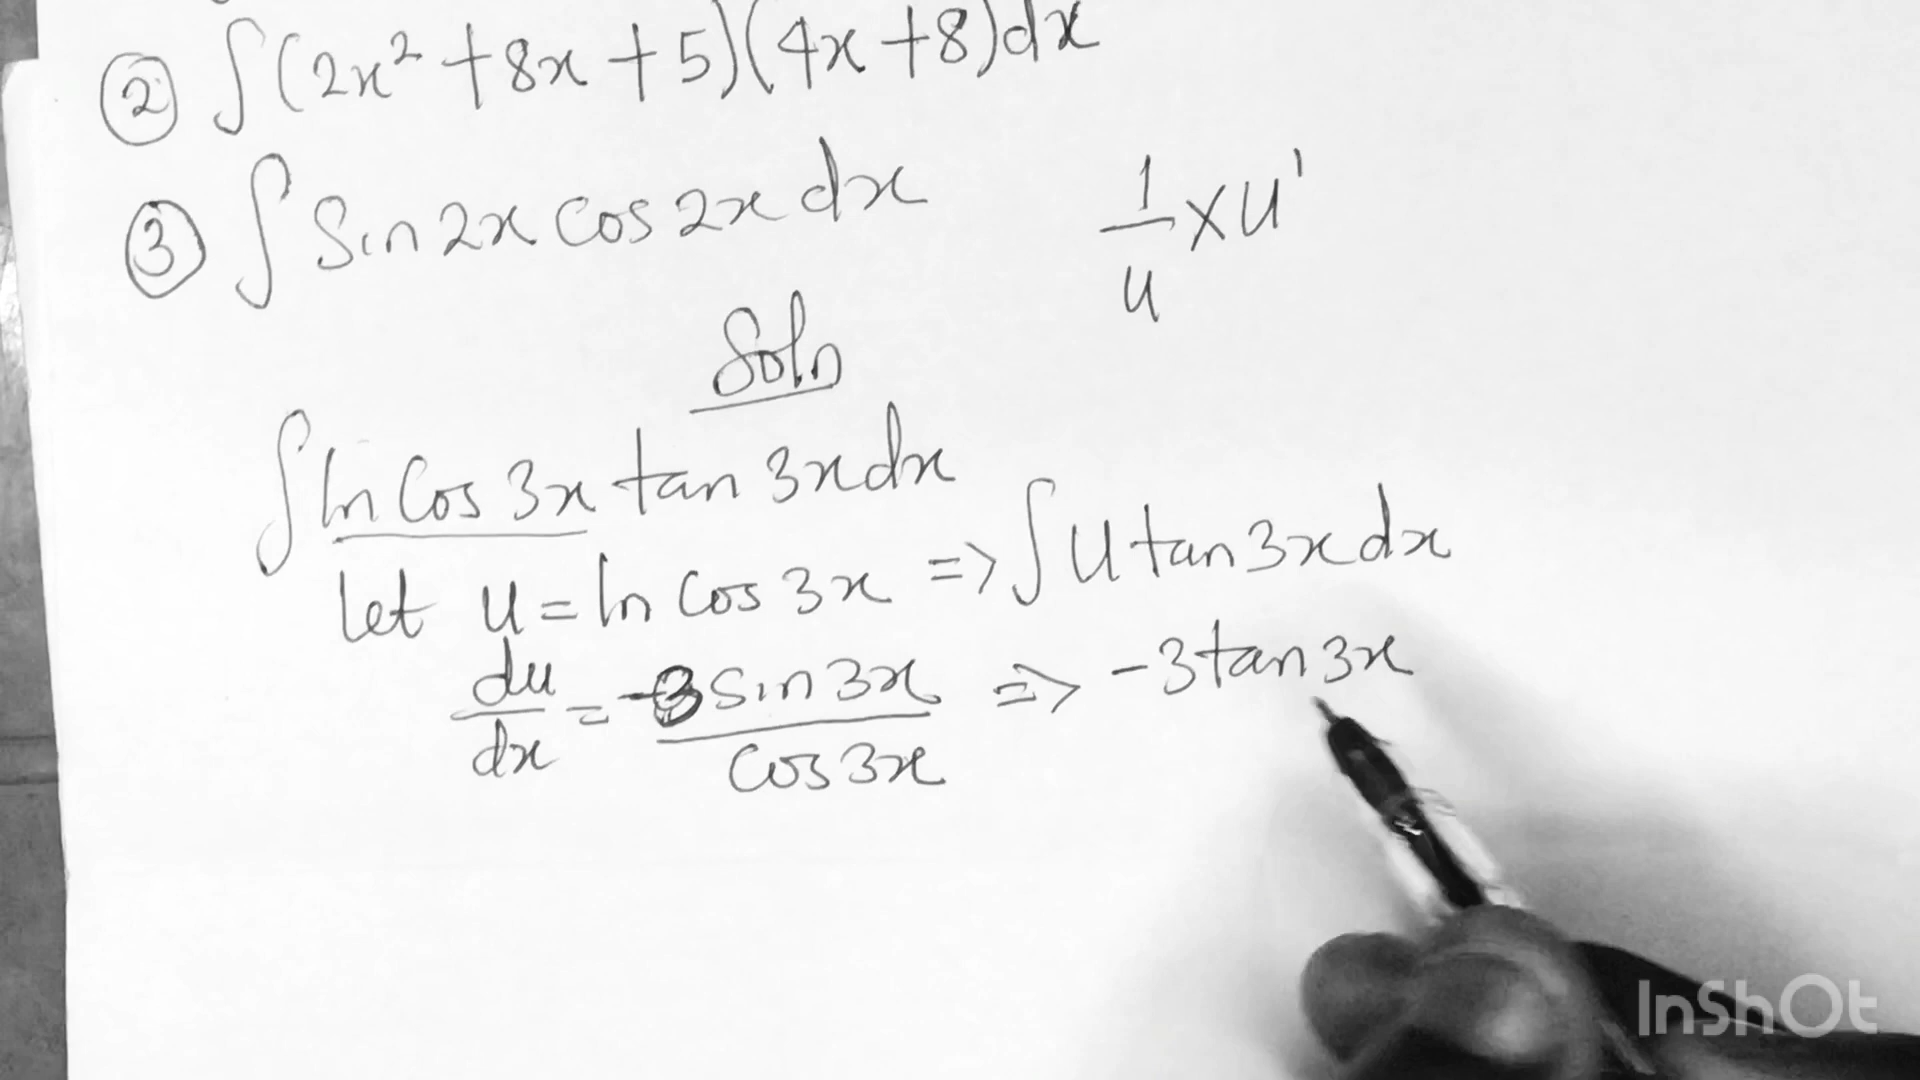 ② ∫(2x² + 8x + 5)(4x + 8)dx
③ ∫ Sin 2x cos 2x dx
1/u × u'
Soln
∫ ln cos 3x tan 3x dx
let u = ln cos 3x => ∫ u tan 3x dx
du/dx = -3 sin 3x / cos 3x => -3 tan 3x
InShOt